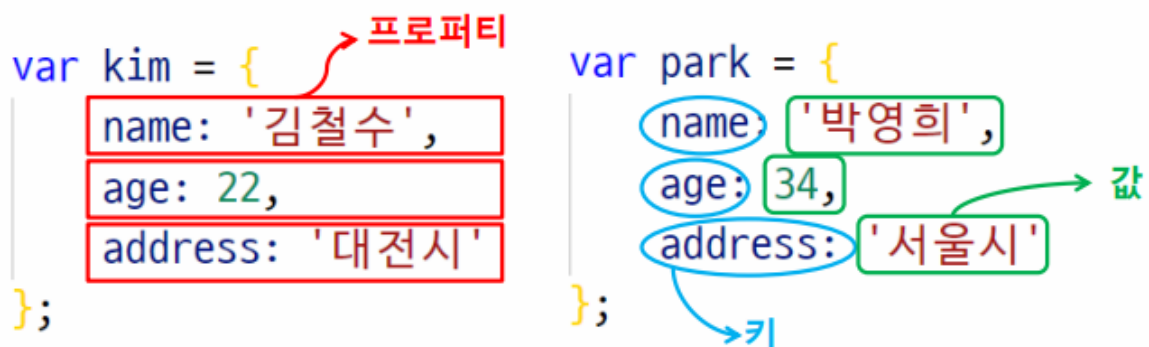 프로퍼티
var kim = {
name: '김철수',
age: 22,
address: '대전시'
};
var park = {
name: '박영희',
age: 34,
address: '서울시'
};
값
키